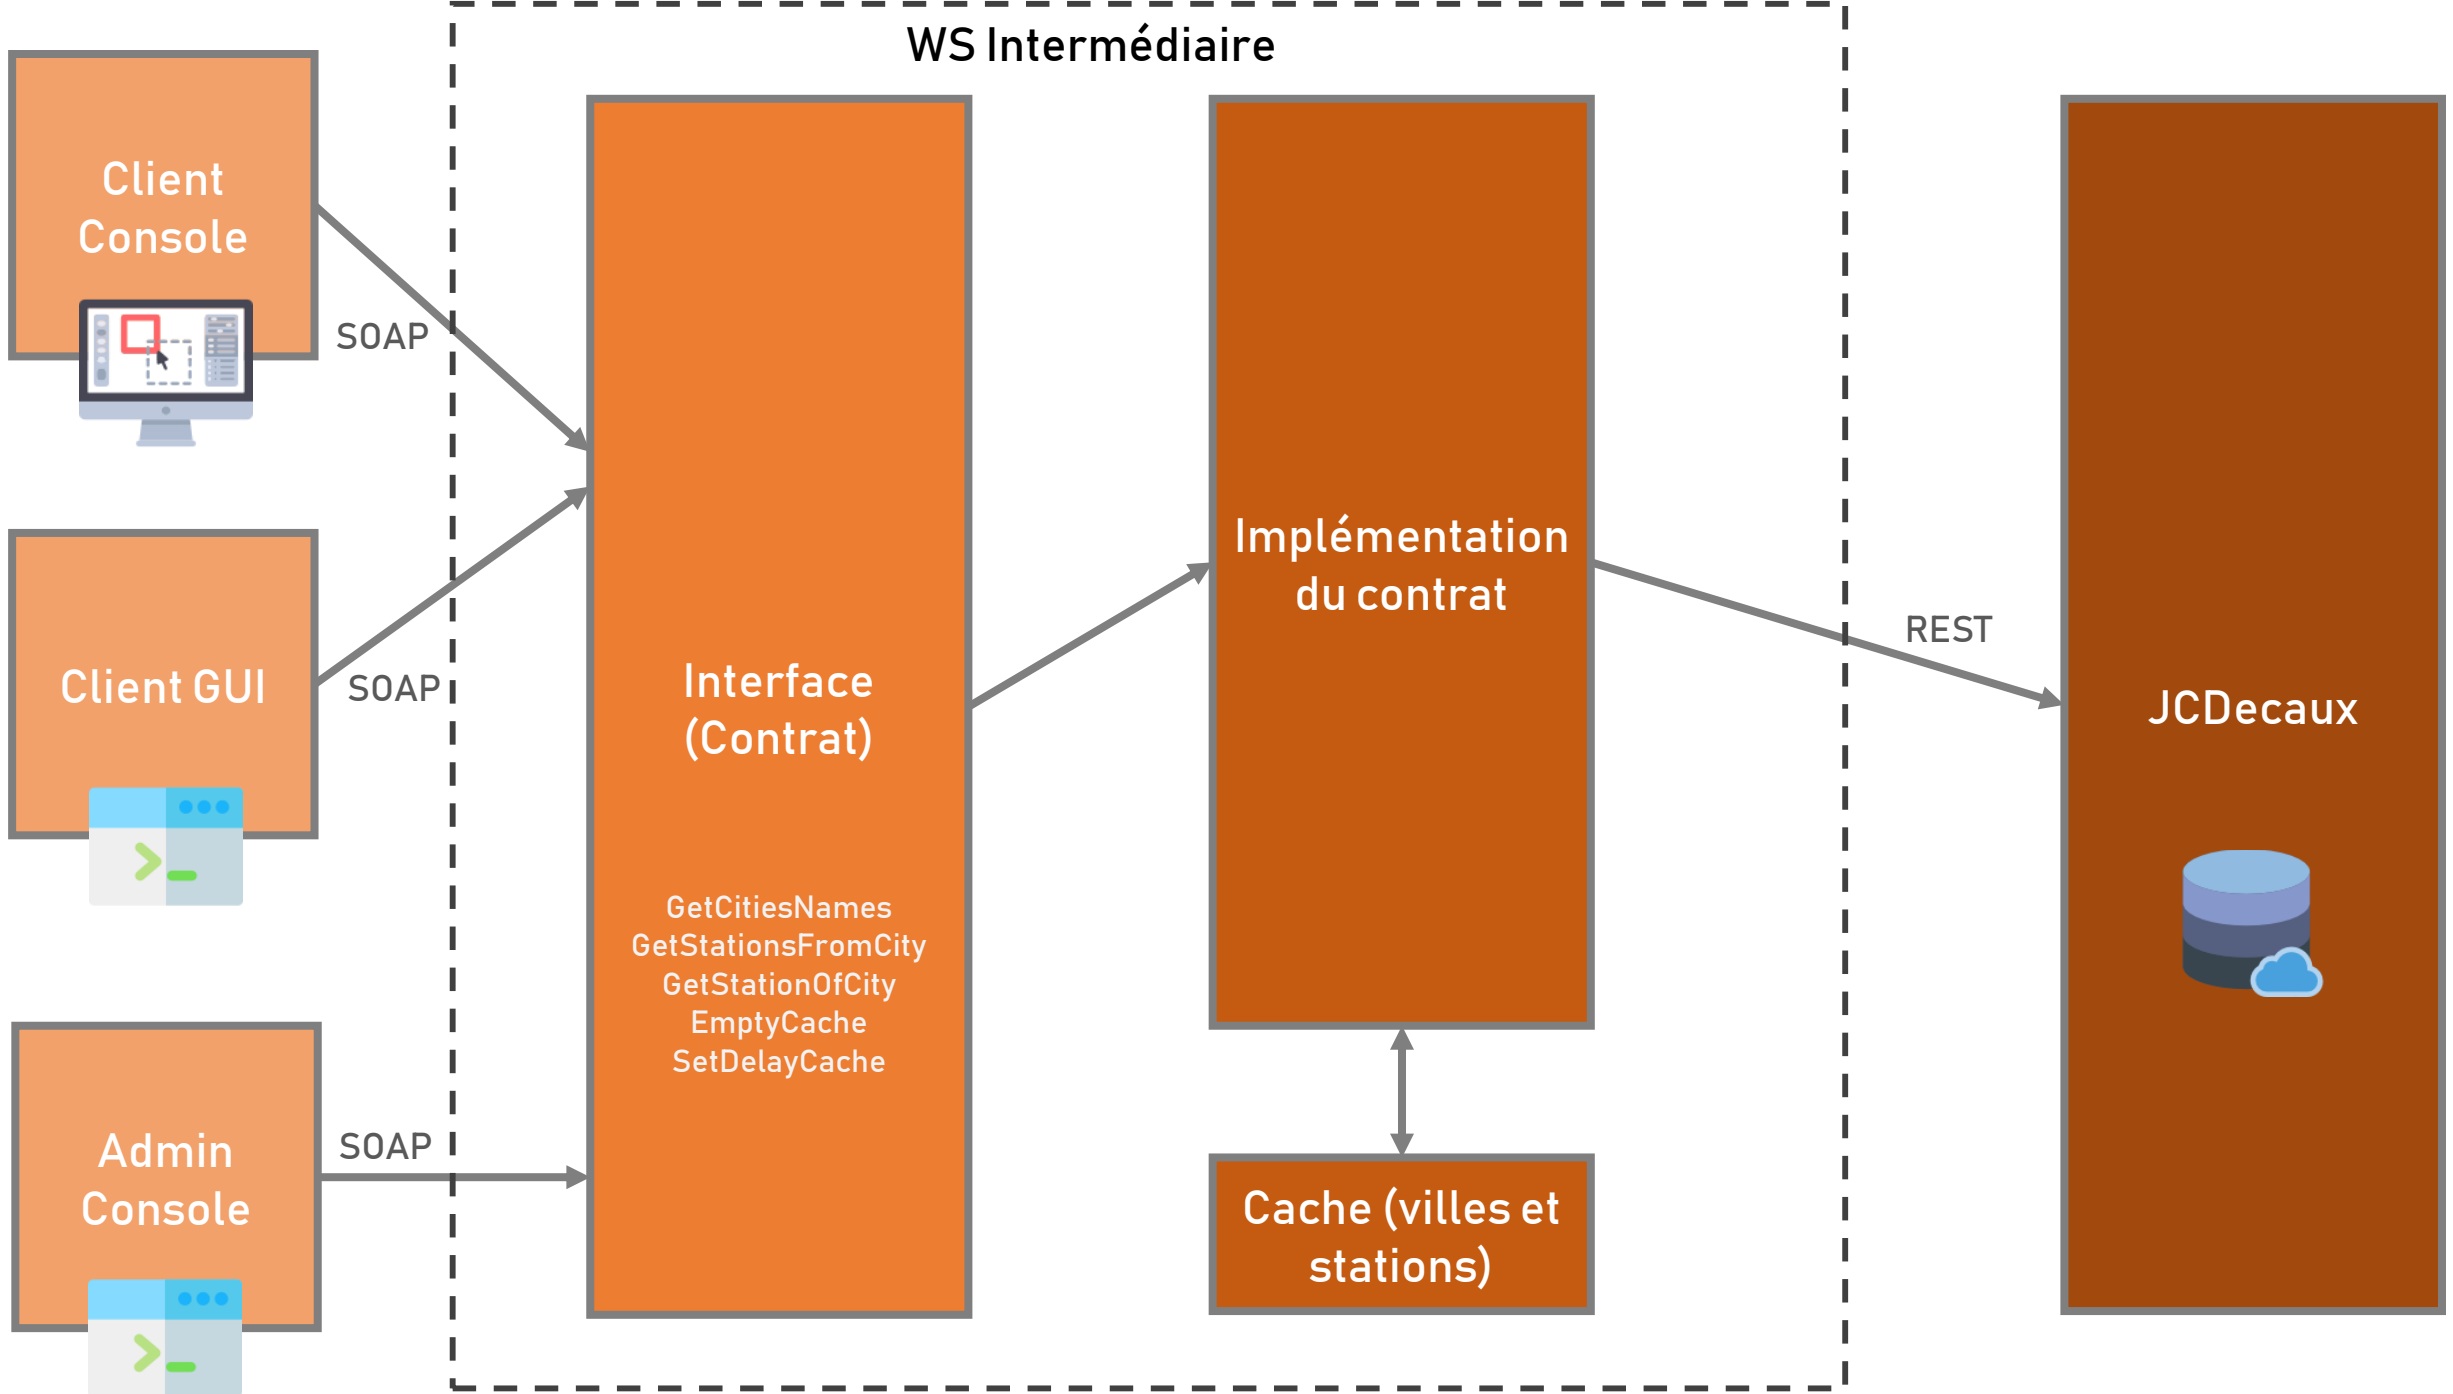 WS Intermédiaire
Client
Console
SOAP
Client GUI
SOAP
Admin
Console
SOAP
Interface
(Contrat)
GetCitiesNames
GetStationsFromCity
GetStationOfCity
EmptyCache
SetDelayCache
Implémentation
du contrat
Cache (villes et
stations)
REST
JCDecaux